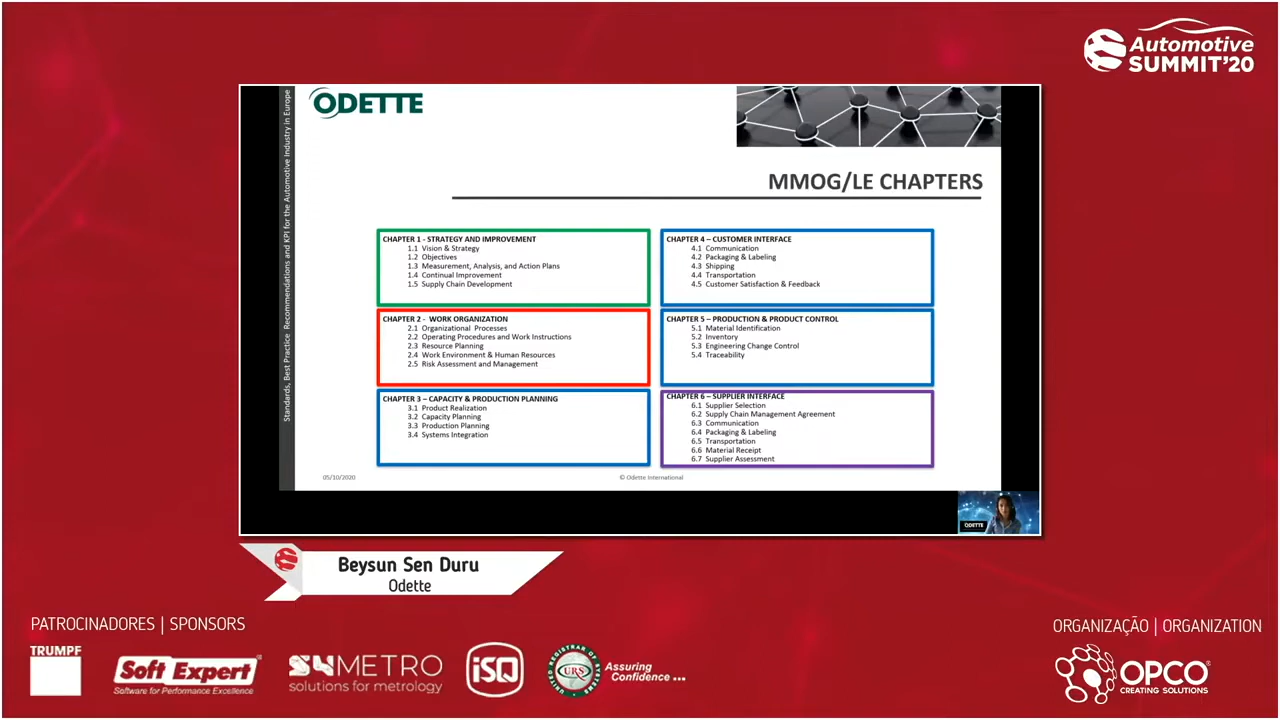 Automotive
SUMMIT'20
ODETTE
Standards, Best Practice Recommendations and KPI for the Automotive Industry in Europe
MMOG/LE CHAPTERS
CHAPTER 1 - STRATEGY AND IMPROVEMENT
1.1 Vision & Strategy
1.2 Objectives
1.3 Measurement, Analysis, and Action Plans
1.4 Continual Improvement
1.5 Supply Chain Development
CHAPTER 2 - WORK ORGANIZATION
2.1 Organizational Processes
2.2 Operating Procedures and Work Instructions
2.3 Resource Planning
2.4 Work Environment & Human Resources
2.5 Risk Assessment and Management
CHAPTER 3 – CAPACITY & PRODUCTION PLANNING
3.1 Product Realization
3.2 Capacity Planning
3.3 Production Planning
3.4 Systems Integration
CHAPTER 4 – CUSTOMER INTERFACE
4.1 Communication
4.2 Packaging & Labeling
4.3 Shipping
4.4 Transportation
4.5 Customer Satisfaction & Feedback
CHAPTER 5 - PRODUCTION & PRODUCT CONTROL
5.1 Material Identification
5.2 Inventory
5.3 Engineering Change Control
5.4 Traceability
CHAPTER 6 – SUPPLIER INTERFACE
6.1 Supplier Selection
6.2 Supply Chain Management Agreement
6.3 Communication
6.4 Packaging & Labeling
6.5 Transportation
6.6 Material Receipt
6.7 Supplier Assessment
05/10/2020
© Odette International
ODETTE
Beysun Sen Duru
Odette
PATROCINADORES | SPONSORS
TRUMPF
Soft Expert®
Software for Performance Excellence
S4METRO
solutions for metrology
iSQ
UNITED REGISTRAR OF SYSTEMS
URS
Assuring
Confidence ...
ORGANIZAÇÃO | ORGANIZATION
OPCO®
CREATING SOLUTIONS